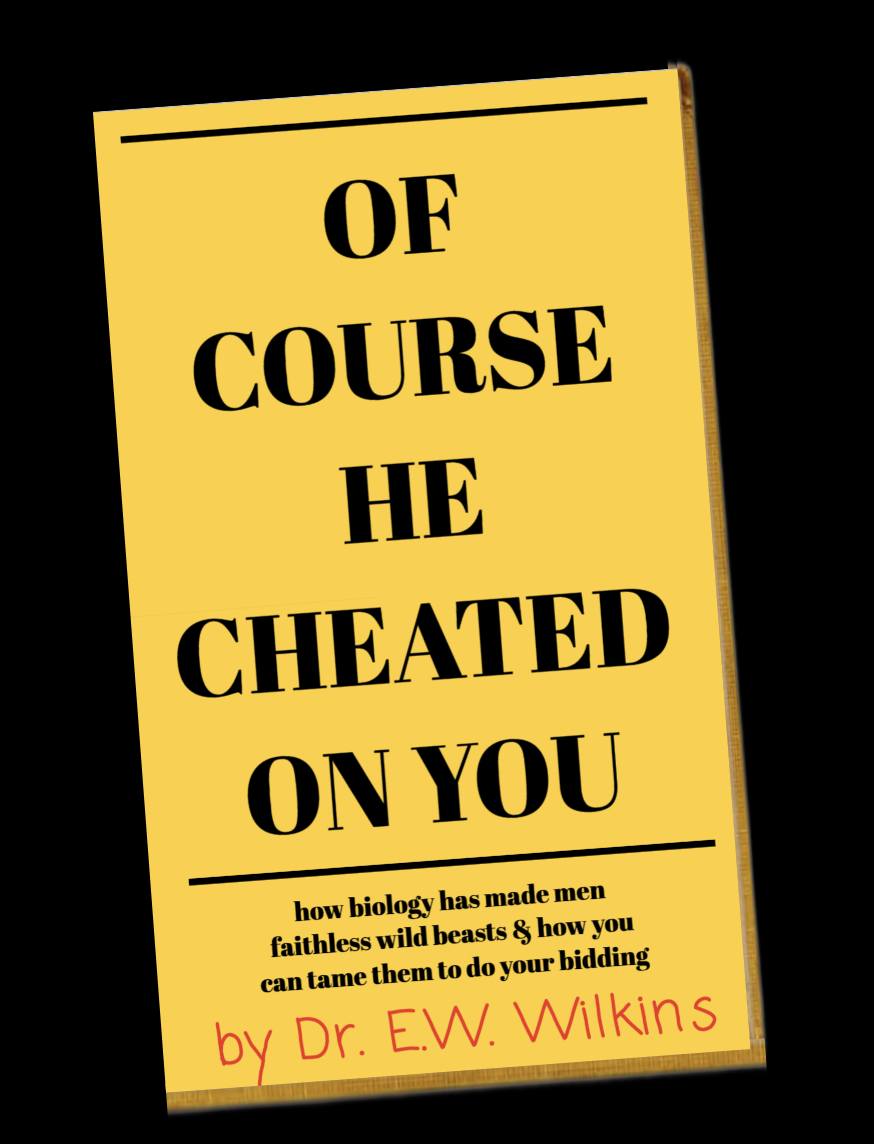 OF
COURSE
HE
CHEATED
ON YOU
how biology has made men
faithless wild beasts & how you
can tame them to do your bidding
by Dr. E.W. Wilkins